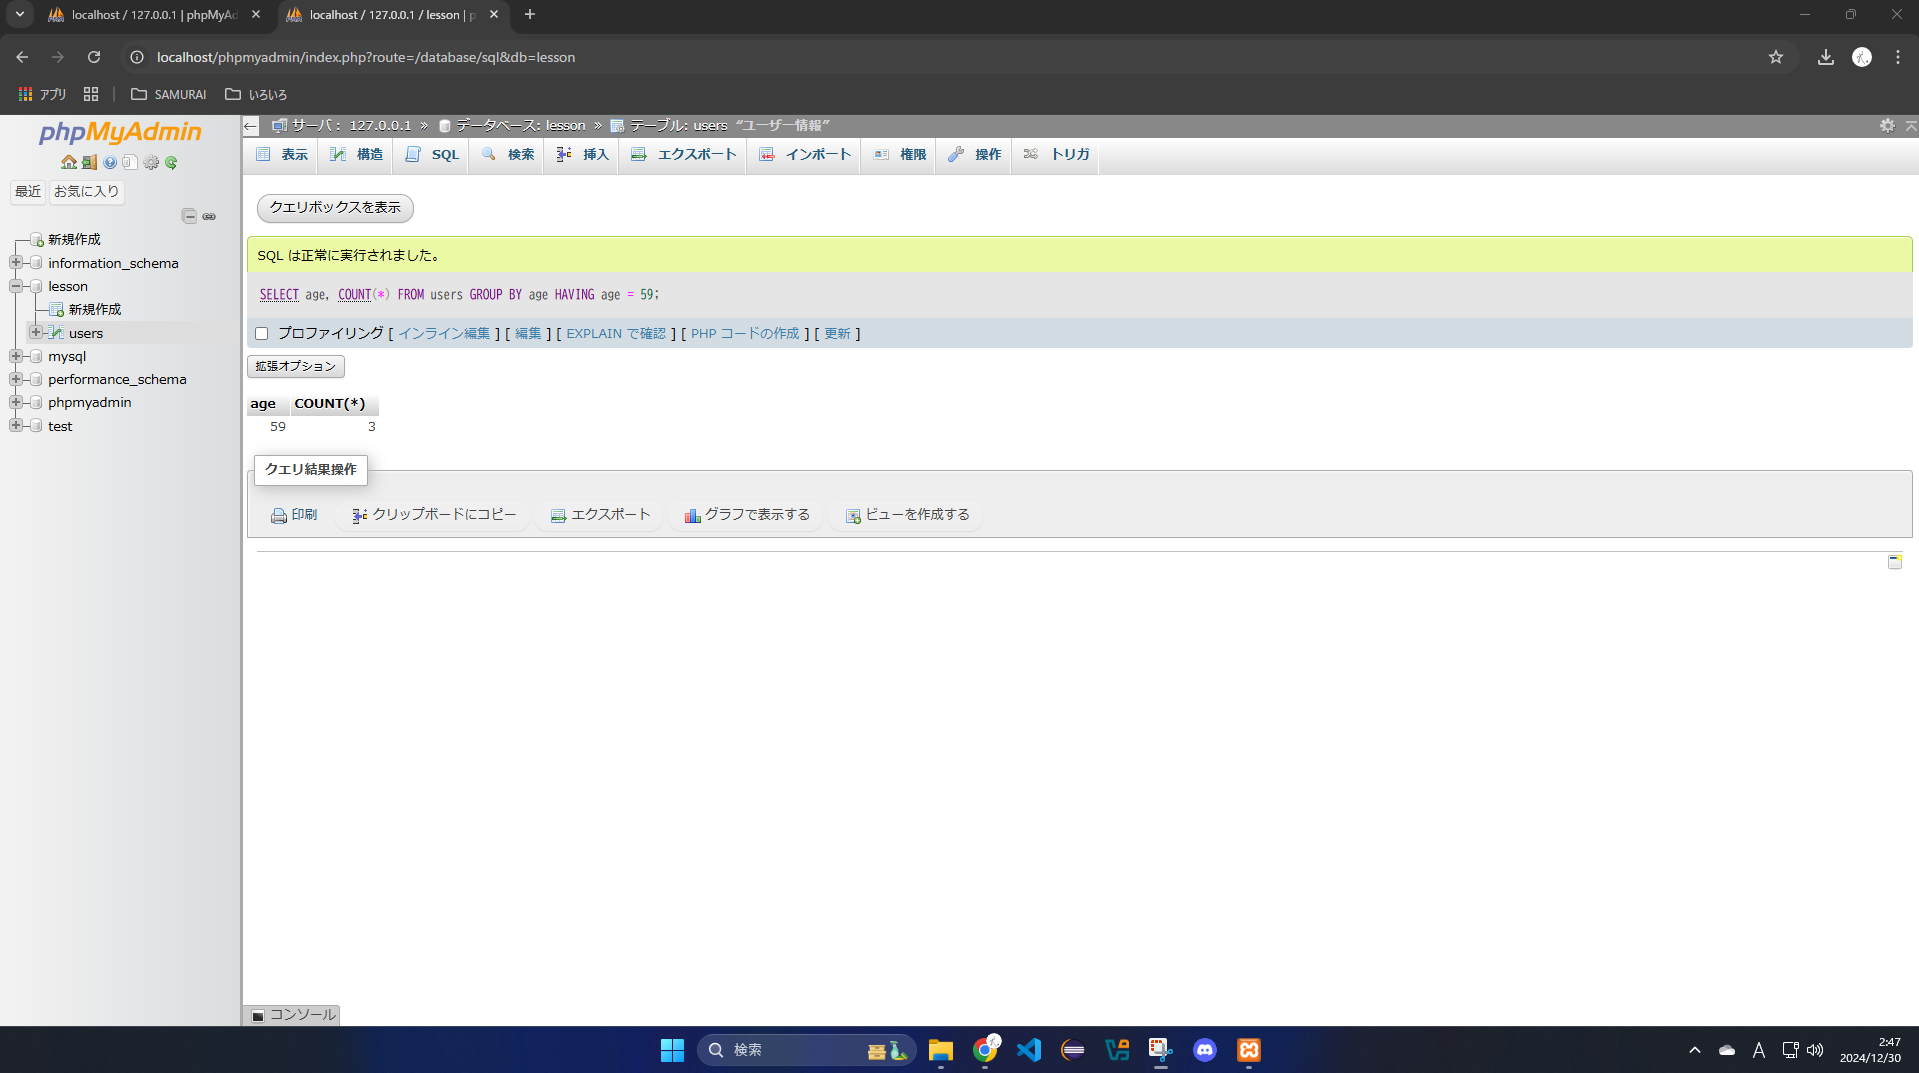 localhost / 127.0.0.1 | phpMyAd
localhost / 127.0.0.1 / lesson | p
localhost/phpmyadmin/index.php?route=/database/sql&db=lesson
アプリ
SAMURAI
いろいろ
phpMyAdmin
最近
お気に入り
新規作成
information_schema
lesson
新規作成
users
mysql
performance_schema
phpmyadmin
test
サーバ： 127.0.0.1 » データベース: lesson » テーブル: users “ユーザー情報”
表示
構造
SQL
検索
挿入
エクスポート
インポート
権限
操作
トリガ
クエリボックスを表示
SQL は正常に実行されました。
SELECT age, COUNT(*) FROM users GROUP BY age HAVING age = 59;
プロファイリング [ インライン編集 ] [ 編集 ] [ EXPLAIN で確認 ] [ PHP コードの作成 ] [ 更新 ]
拡張オプション
age COUNT(*)
59 3
クエリ結果操作
印刷
クリップボードにコピー
エクスポート
グラフで表示する
ビューを作成する
コンソール
検索
A
2:47
2024/12/30